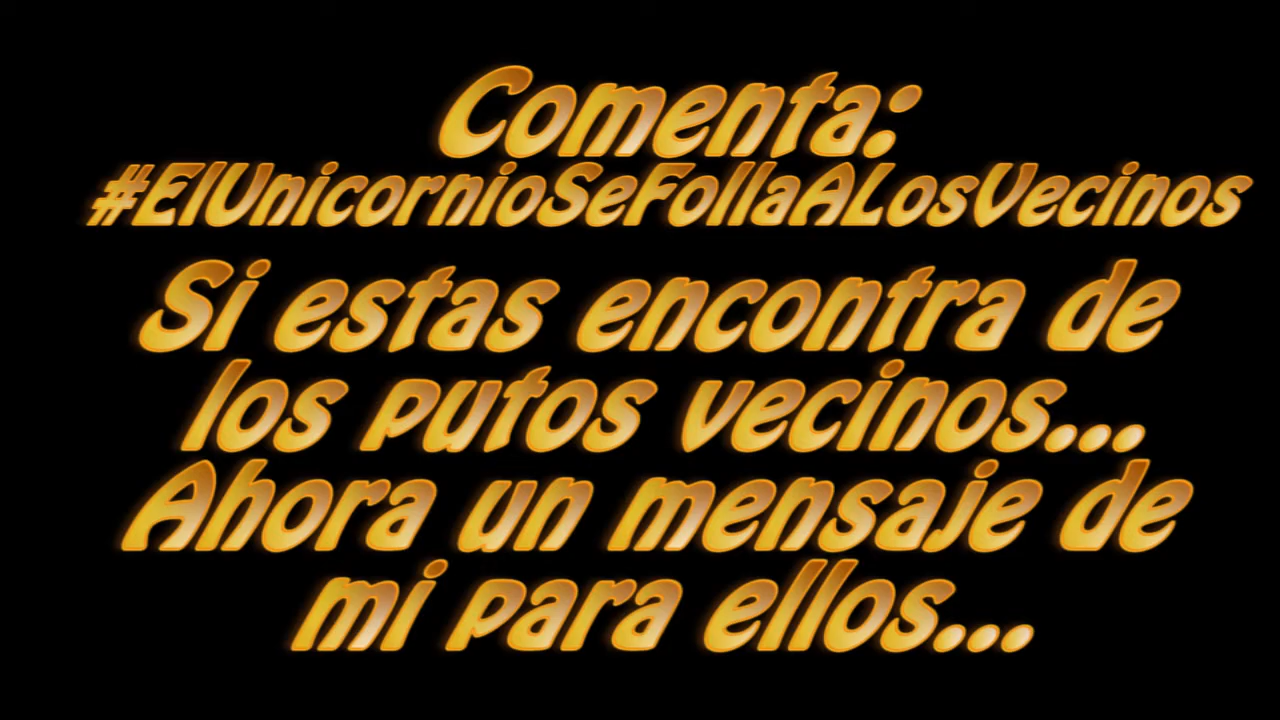 Comenta:
#ElUnicornioSeFollaALosVecinos
Si estas encontra de
los putos vecinos...
Ahora un mensaje de
mi para ellos...